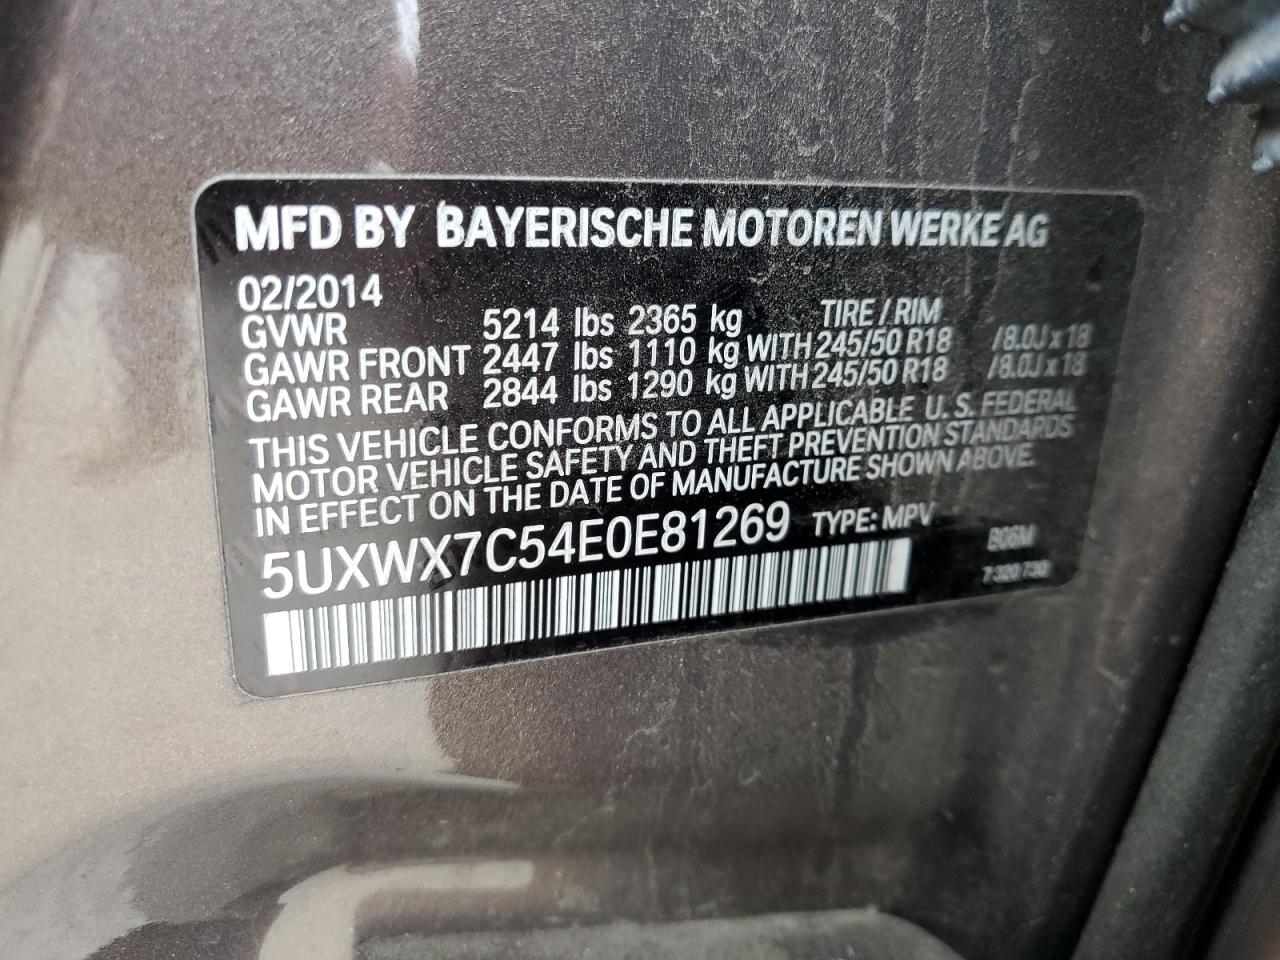 MFD BY BAYERISCHE MOTOREN WERKE AG
02/2014
GVWR 5214 lbs 2365 kg TIRE / RIM
GAWR FRONT 2447 lbs 1110 kg WITH 245/50 R18 /8.0J x 18
GAWR REAR 2844 lbs 1290 kg WITH 245/50 R18 /8.0J x 18
THIS VEHICLE CONFORMS TO ALL APPLICABLE U.S. FEDERAL
MOTOR VEHICLE SAFETY AND THEFT PREVENTION STANDARDS
IN EFFECT ON THE DATE OF MANUFACTURE SHOWN ABOVE.
5UXWX7C54E0E81269 TYPE: MPV B06M
7 320 730